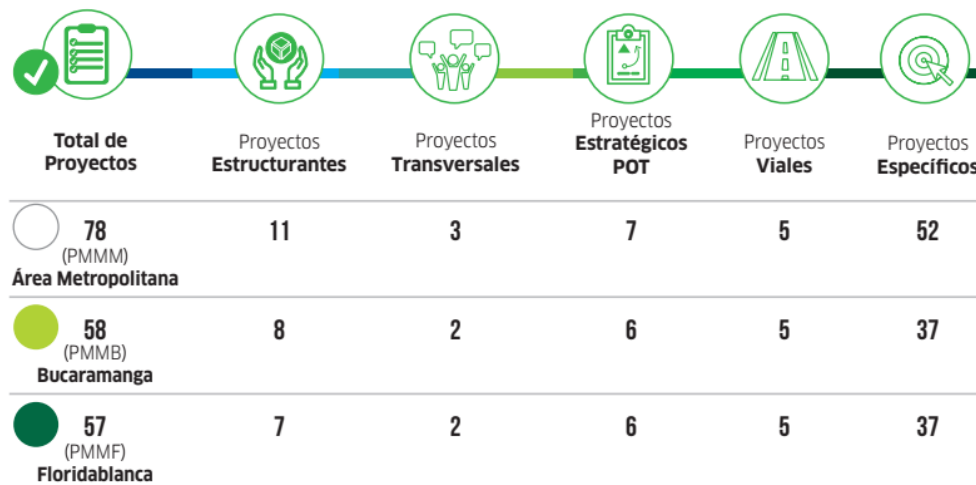 Total de
Proyectos
Proyectos
Estructurantes
Proyectos
Transversales
Proyectos
Estratégicos
POT
Proyectos
Viales
Proyectos
Específicos
78 11 3 7 5 52
(PMMM)
Área Metropolitana
58 8 2 6 5 37
(PMMB)
Bucaramanga
57 7 2 6 5 37
(PMMF)
Floridablanca